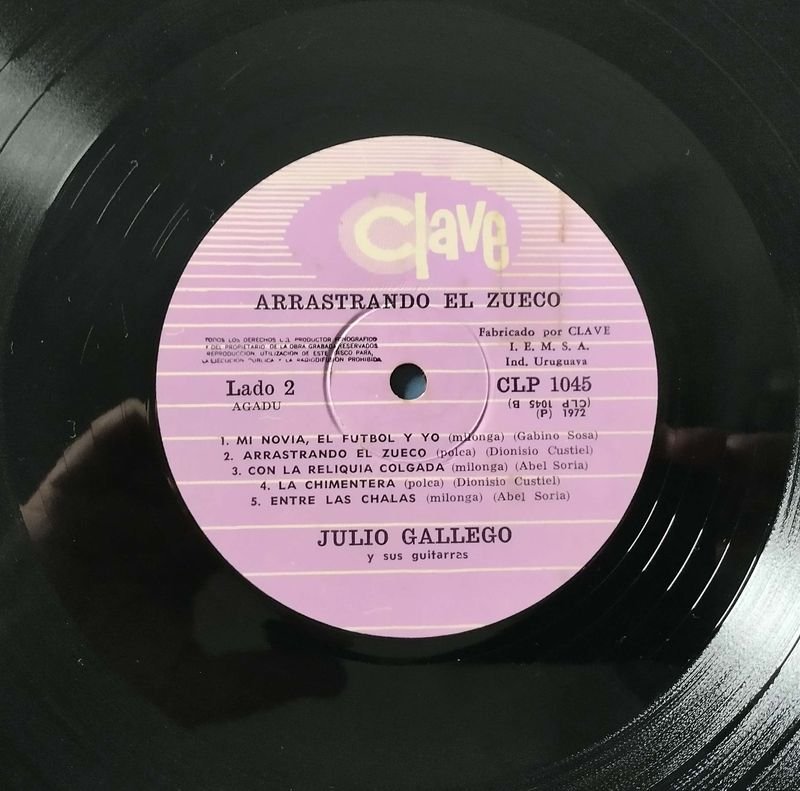 Clave
ARRASTRANDO EL ZUECO
TODOS LOS DERECHOS DEL PRODUCTOR FONOGRAFICO
Y DEL PROPIETARIO DE LA OBRA GRABADA RESERVADOS
REPRODUCCION, UTILIZACION DE ESTE DISCO PARA,
LA EJECUCION PUBLICA Y LA RADIODIFUSION PROHIBIDA
Fabricado por CLAVE
I. E. M. S. A.
Ind. Uruguaya
Lado 2
AGADU
CLP 1045
(CLP 1045 B)
(P) 1972
1. MI NOVIA, EL FUTBOL Y YO (milonga) (Gabino Sosa)
2. ARRASTRANDO EL ZUECO (polca) (Dionisio Custiel)
3. CON LA RELIQUIA COLGADA (milonga) (Abel Soria)
4. LA CHIMENTERA (polca) (Dionisio Custiel)
5. ENTRE LAS CHALAS (milonga) (Abel Soria)
JULIO GALLEGO
y sus guitarras